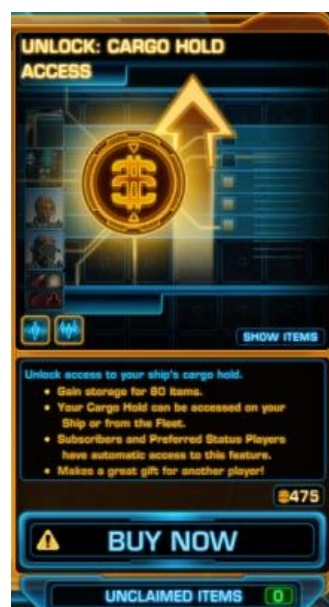 UNLOCK: CARGO HOLD
ACCESS
SHOW ITEMS
Unlock access to your ship's cargo hold.
Gain storage for 80 items.
Your Cargo Hold can be accessed on your
Ship or from the Fleet.
Subscribers and Preferred Status Players
have automatic access to this feature.
Makes a great gift for another player!
475
BUY NOW
UNCLAIMED ITEMS 0